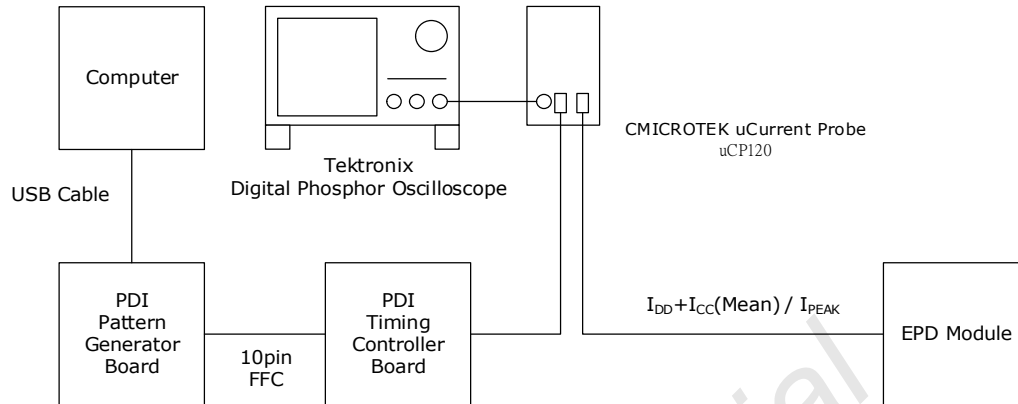 Computer
Tektronix
Digital Phosphor Oscilloscope
CMICROTEK uCurrent Probe
uCP120
USB Cable
PDI
Pattern
Generator
Board
10pin
FFC
PDI
Timing
Controller
Board
IDD+ICC(Mean) / IPEAK
EPD Module